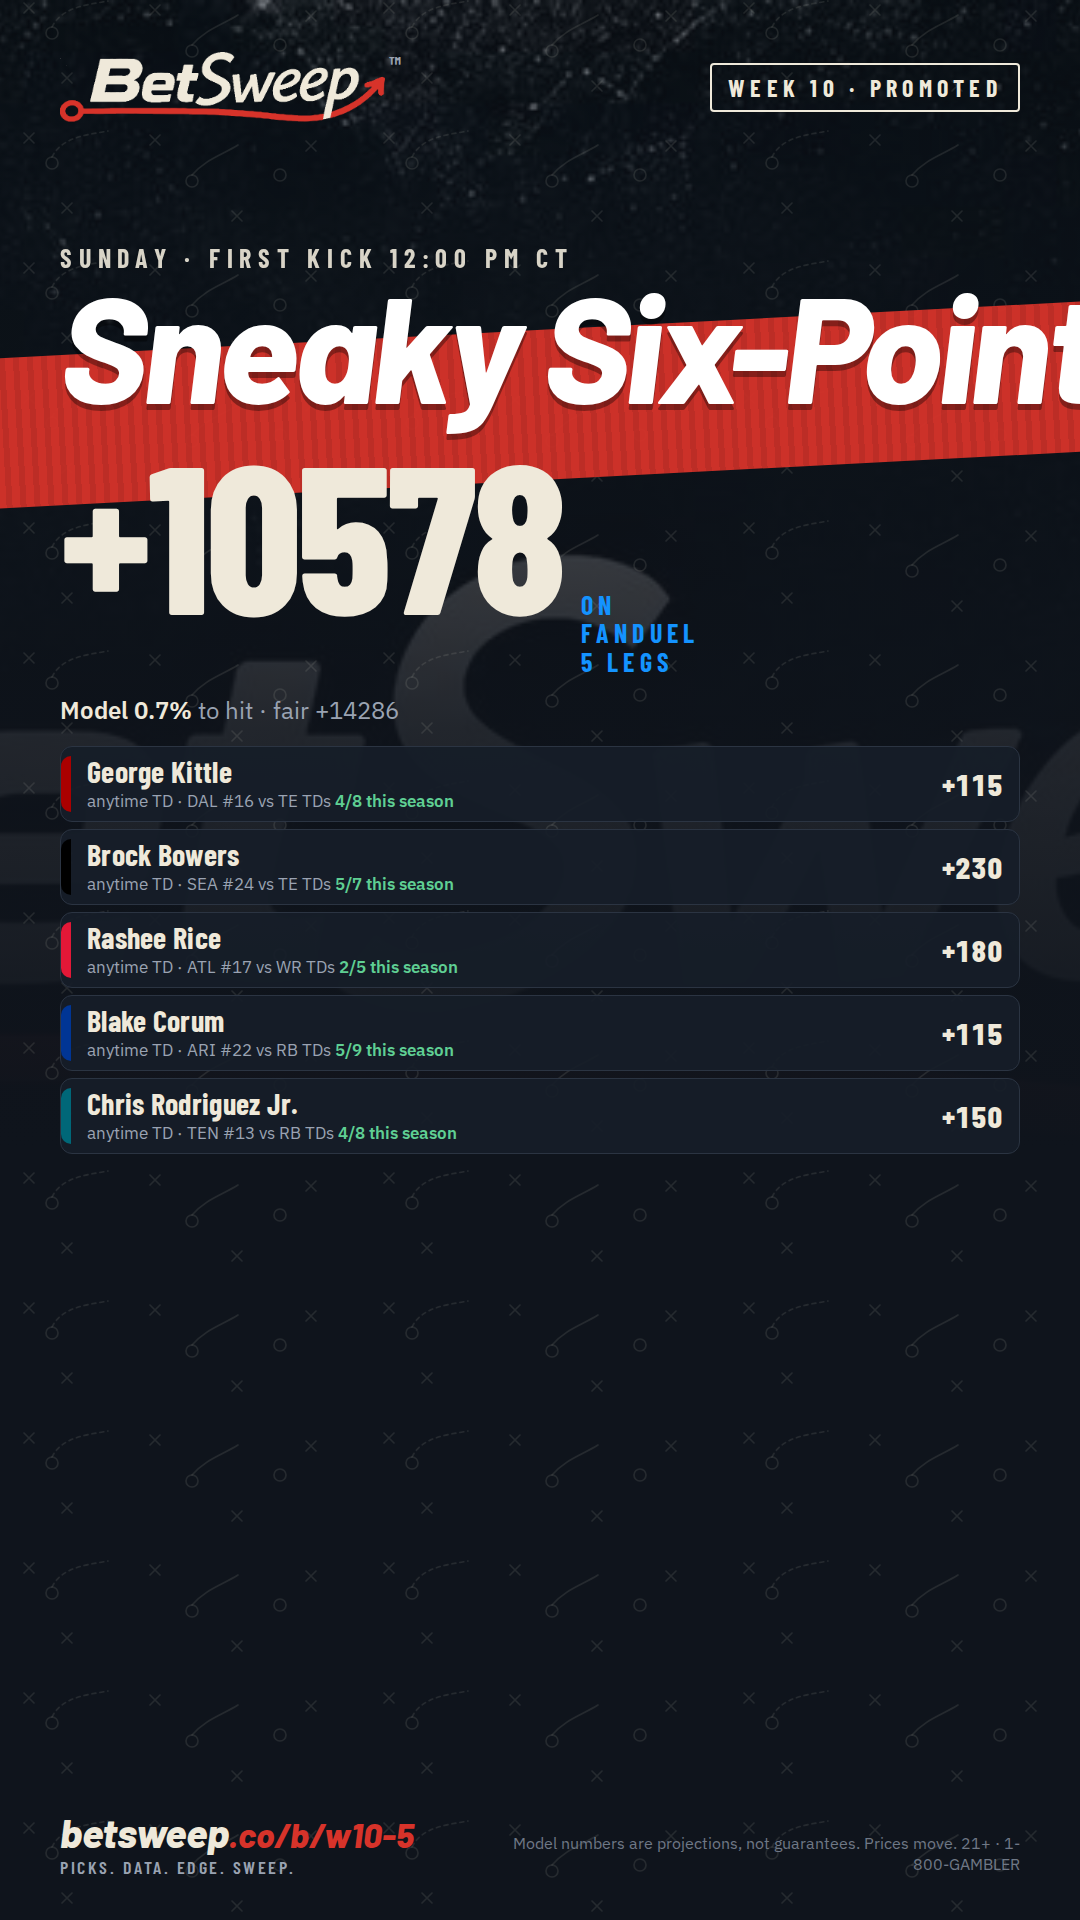 BetSweep™
WEEK 10 · PROMOTED
SUNDAY · FIRST KICK 12:00 PM CT
Sneaky Six-Point
+10578
ON
FANDUEL
5 LEGS
Model 0.7% to hit · fair +14286
George Kittle
anytime TD · DAL #16 vs TE TDs 4/8 this season
+115
Brock Bowers
anytime TD · SEA #24 vs TE TDs 5/7 this season
+230
Rashee Rice
anytime TD · ATL #17 vs WR TDs 2/5 this season
+180
Blake Corum
anytime TD · ARI #22 vs RB TDs 5/9 this season
+115
Chris Rodriguez Jr.
anytime TD · TEN #13 vs RB TDs 4/8 this season
+150
betsweep.co/b/w10-5
PICKS. DATA. EDGE. SWEEP.
Model numbers are projections, not guarantees. Prices move. 21+ · 1-
800-GAMBLER